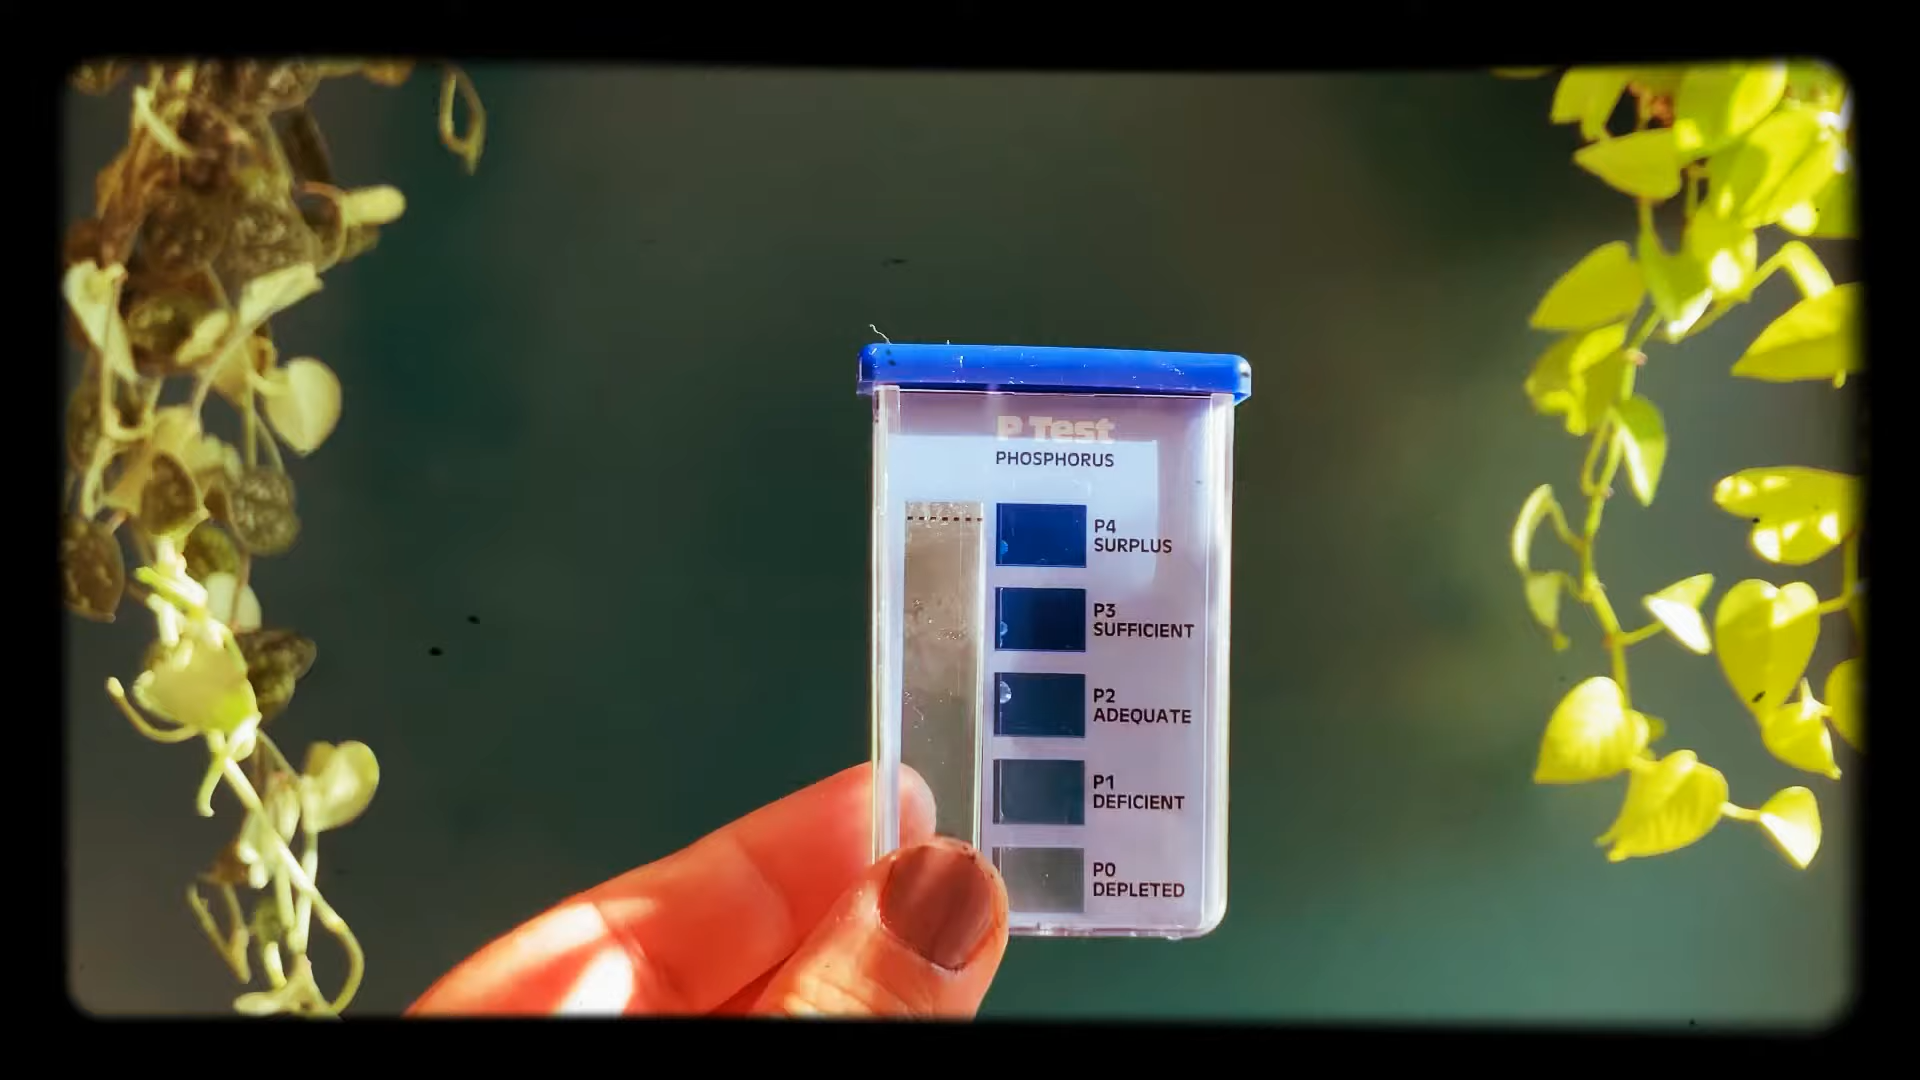 P Test
PHOSPHORUS
P4
SURPLUS
P3
SUFFICIENT
P2
ADEQUATE
P1
DEFICIENT
P0
DEPLETED